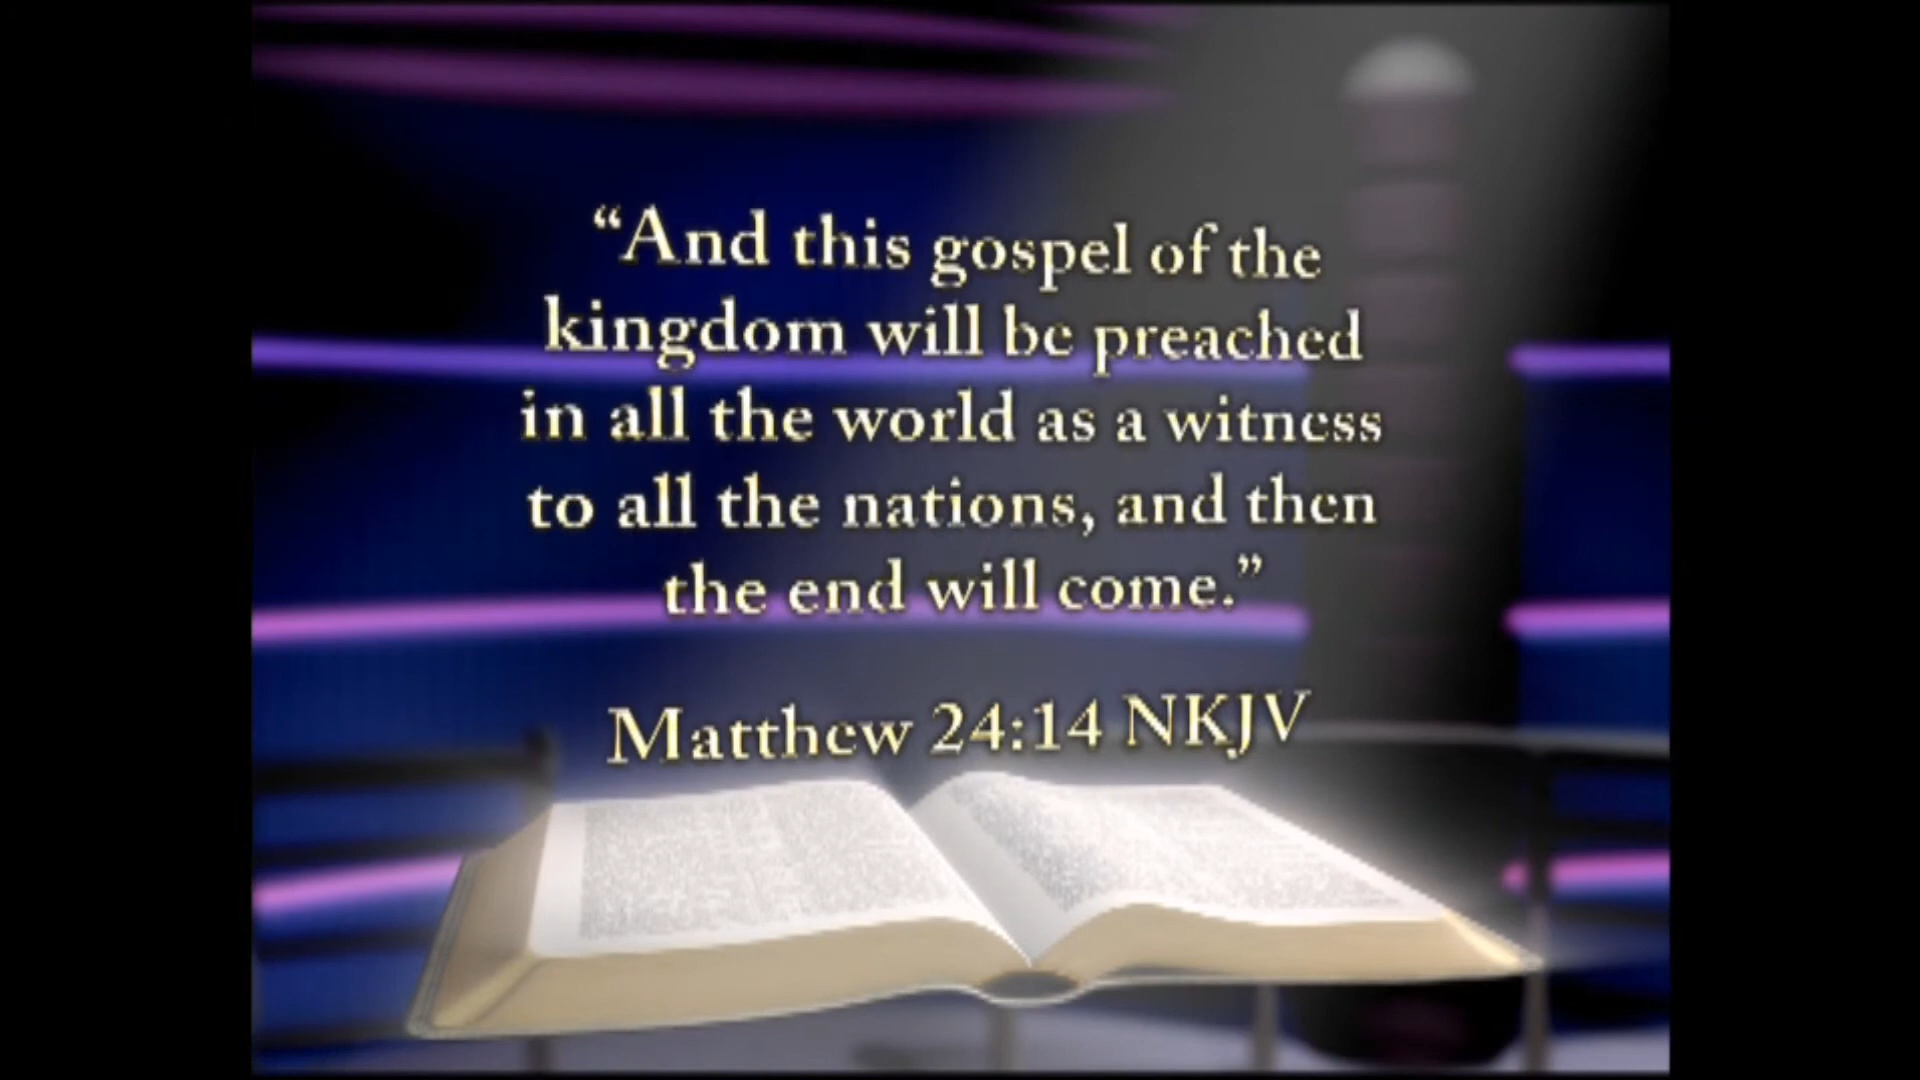 “And this gospel of the
kingdom will be preached
in all the world as a witness
to all the nations, and then
the end will come.”
Matthew 24:14 NKJV